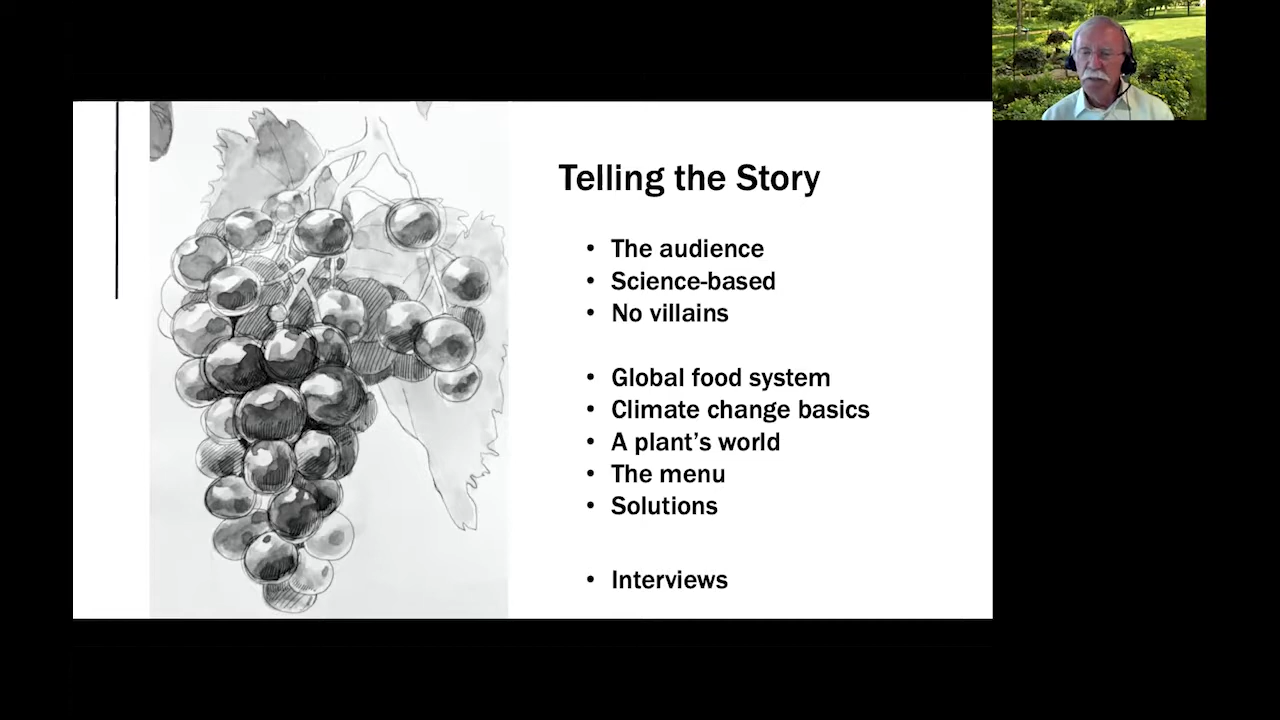 Telling the Story
• The audience
• Science-based
• No villains
• Global food system
• Climate change basics
• A plant’s world
• The menu
• Solutions
• Interviews